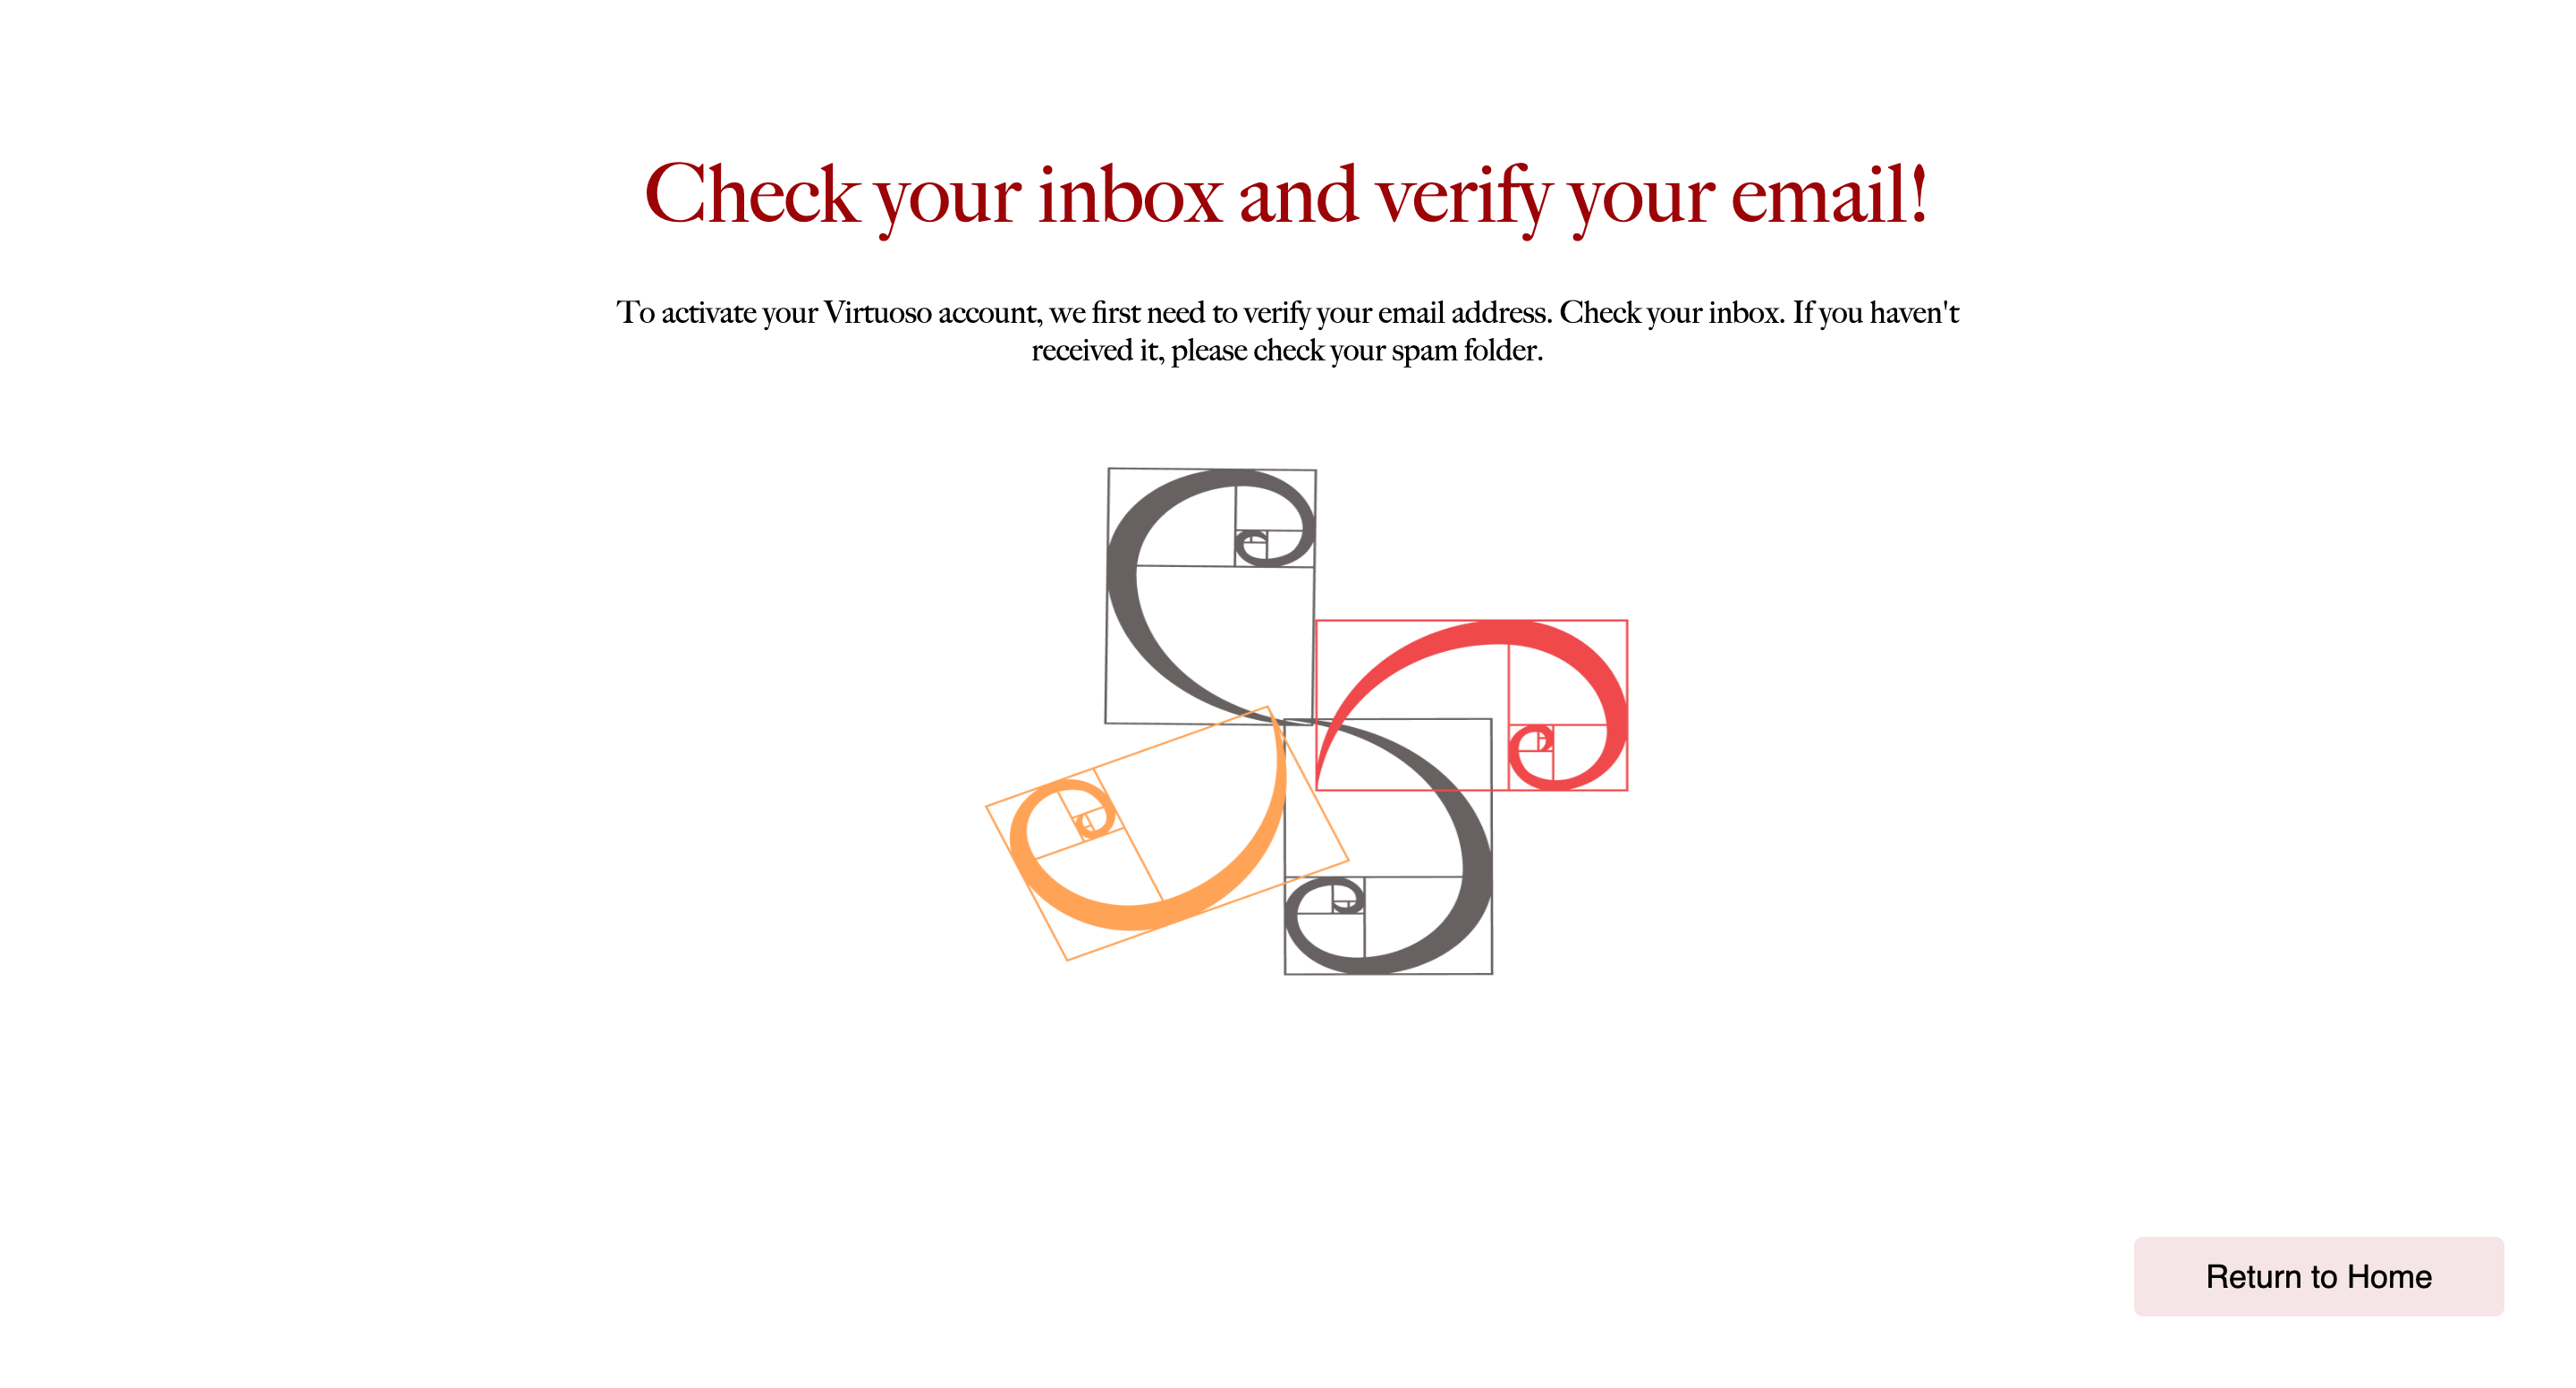 Check your inbox and verify your email!
To activate your Virtuoso account, we first need to verify your email address. Check your inbox. If you haven't
received it, please check your spam folder.
Return to Home